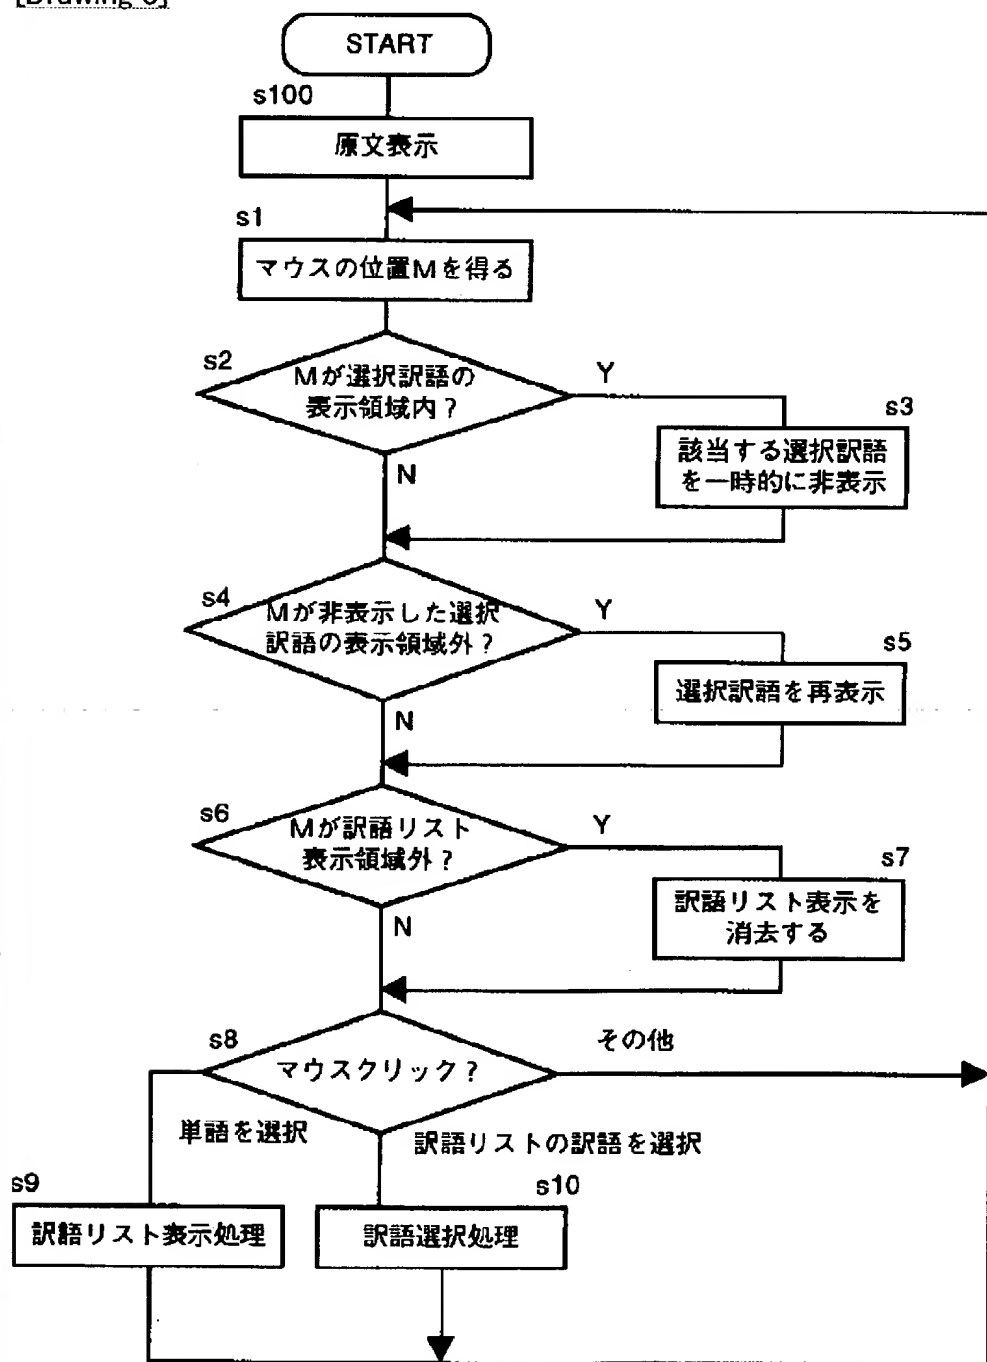 START
s100
原文表示
s1
マウスの位置Mを得る
s2
Mが選択訳語の
表示領域内？
Y
s3
該当する選択訳語
を一時的に非表示
N
s4
Mが非表示した選択
訳語の表示領域外？
Y
s5
選択訳語を再表示
N
s6
Mが訳語リスト
表示領域外？
Y
s7
訳語リスト表示を
消去する
N
s8
マウスクリック？
その他
単語を選択
訳語リストの訳語を選択
s9
訳語リスト表示処理
s10
訳語選択処理